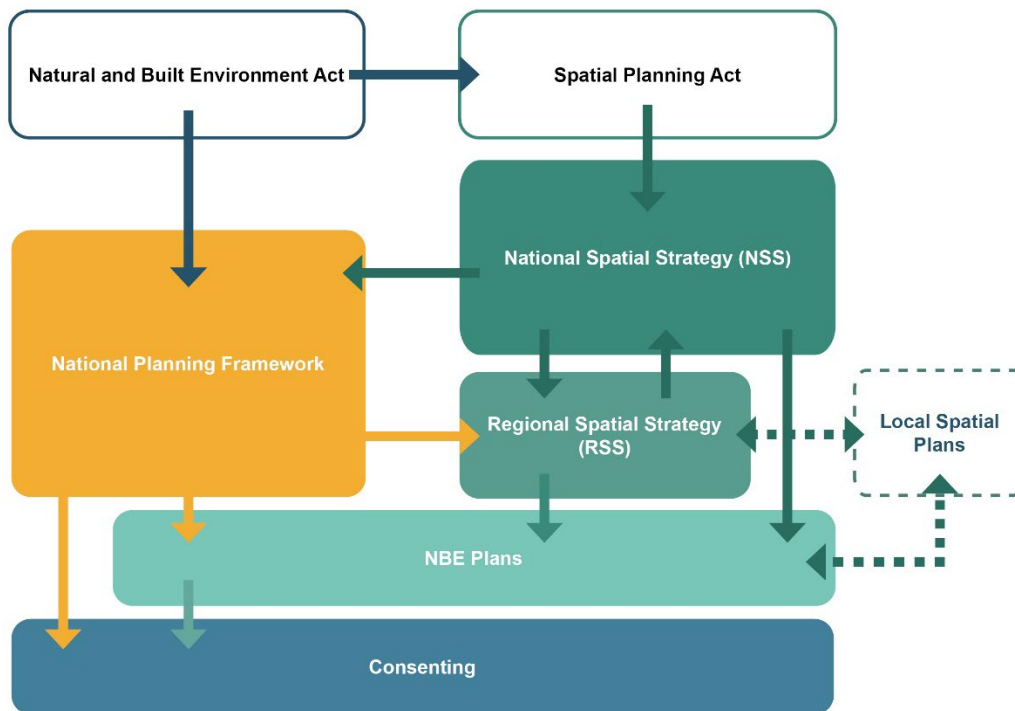 Natural and Built Environment Act
Spatial Planning Act
National Spatial Strategy (NSS)
National Planning Framework
Regional Spatial Strategy
(RSS)
Local Spatial
Plans
NBE Plans
Consenting